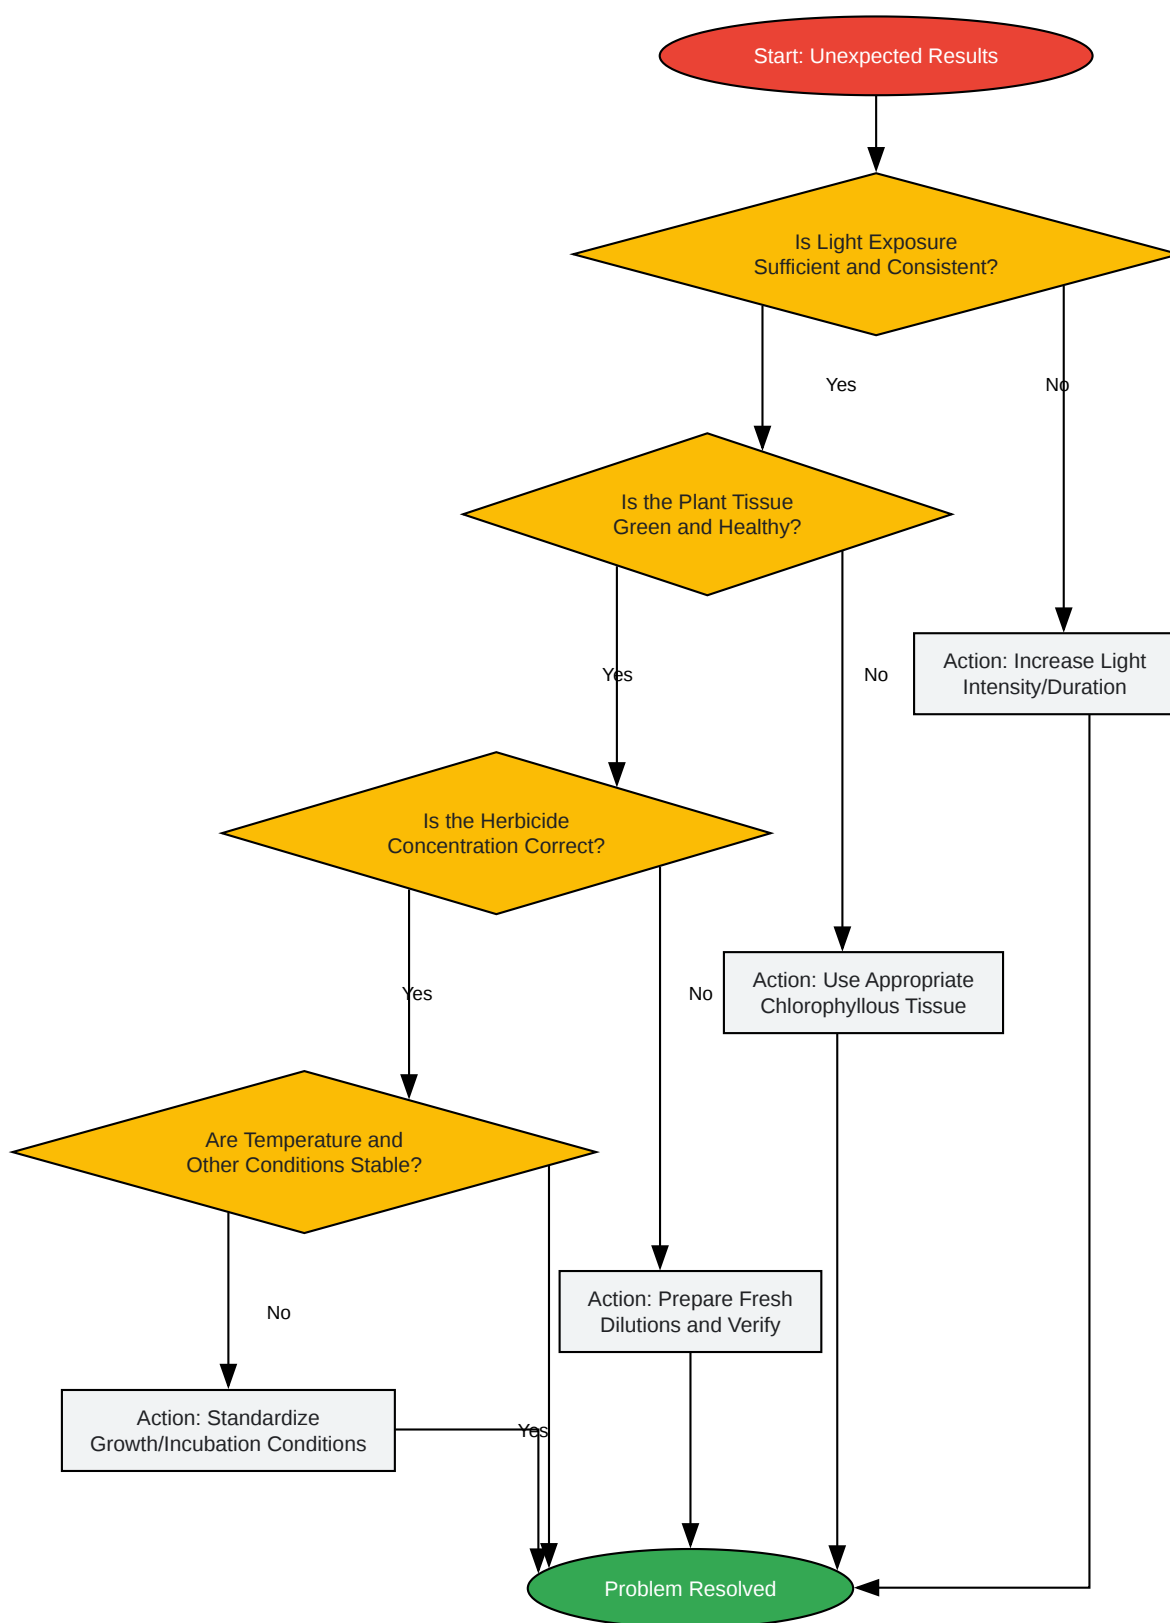 Start: Unexpected Results
Is Light Exposure
Sufficient and Consistent?
Yes
No
Is the Plant Tissue
Green and Healthy?
Yes
No
Action: Increase Light
Intensity/Duration
Is the Herbicide
Concentration Correct?
Yes
No
Action: Use Appropriate
Chlorophyllous Tissue
Are Temperature and
Other Conditions Stable?
No
Action: Prepare Fresh
Dilutions and Verify
Action: Standardize
Growth/Incubation Conditions
Yes
Problem Resolved